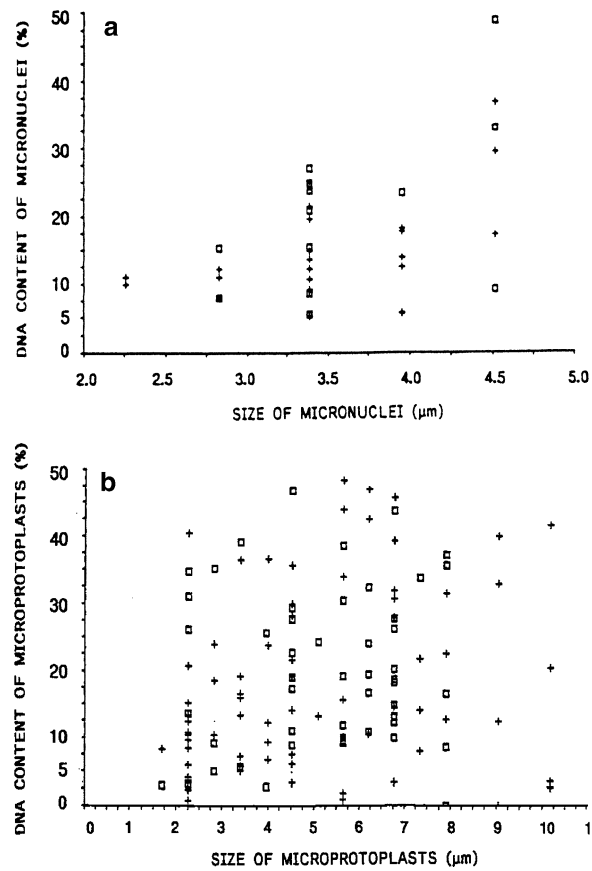 a
DNA CONTENT OF MICRONUCLEI (%)
50
40
30
20
10
5
0
2.0 2.5 3.0 3.5 4.0 4.5 5.0
SIZE OF MICRONUCLEI (µm)
b
DNA CONTENT OF MICROPROTOPLASTS (%)
50
40
30
20
10
5
0
0 1 2 3 4 5 6 7 8 9 10 1
SIZE OF MICROPROTOPLASTS (µm)